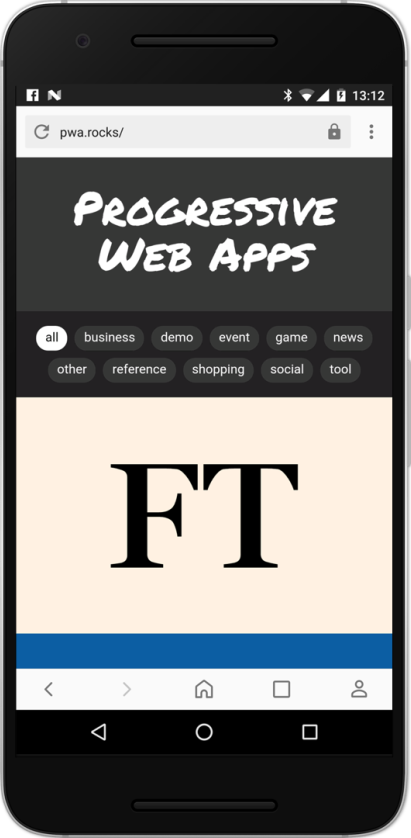 13:12
pwa.rocks/
PROGRESSIVE
WEB APPS
all business demo event game news
other reference shopping social tool
FT